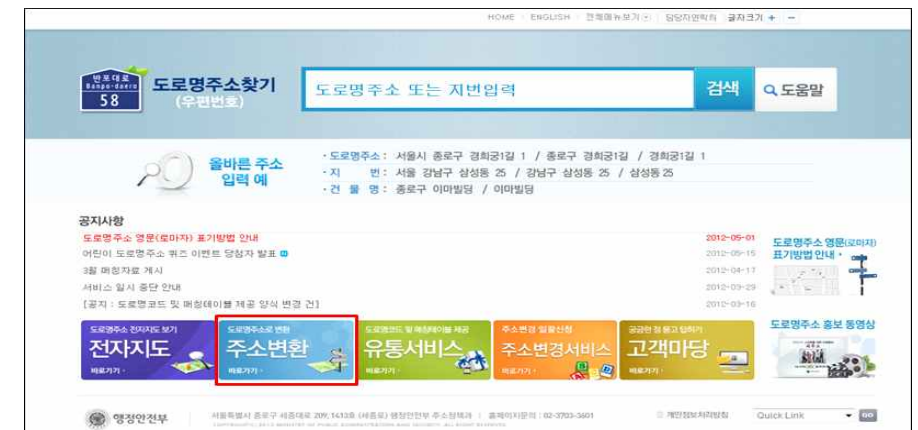 HOME ENGLISH 전체메뉴보기 담당자연락처 글자크기 + -
반포대로
Banpo-daero
58
도로명주소찾기
(우편번호)
도로명주소 또는 지번입력
검색
도움말
올바른 주소
입력 예
· 도로명주소 : 서울시 종로구 경희궁1길 1 / 종로구 경희궁1길 / 경희궁1길 1
· 지 번 : 서울 강남구 삼성동 25 / 강남구 삼성동 25 / 삼성동 25
· 건 물 명 : 종로구 이마빌딩 / 이마빌딩
공지사항
도로명주소 영문(로마자) 표기방법 안내 2012-05-01
어린이 도로명주소 퀴즈 이벤트 당첨자 발표 2012-05-15
3월 매칭자료 게시 2012-04-17
서비스 일시 중단 안내 2012-03-29
[공지 : 도로명코드 및 매칭테이블 제공 양식 변경 건] 2012-03-16
도로명주소 영문(로마자)
표기방법 안내
도로명주소 전자지도 보기
전자지도
바로가기
도로명주소로 변환
주소변환
바로가기
도로명코드 및 매칭테이블 제공
유통서비스
바로가기
주소변경 일괄신청
주소변경서비스
바로가기
궁금한 점 묻고 답하기
고객마당
바로가기
도로명주소 홍보 동영상
행정안전부
서울특별시 종로구 세종대로 209, 1413호 (세종로) 행정안전부 주소정책과 | 홈페이지문의 : 02-3703-3601
개인정보처리방침
Quick Link
GO